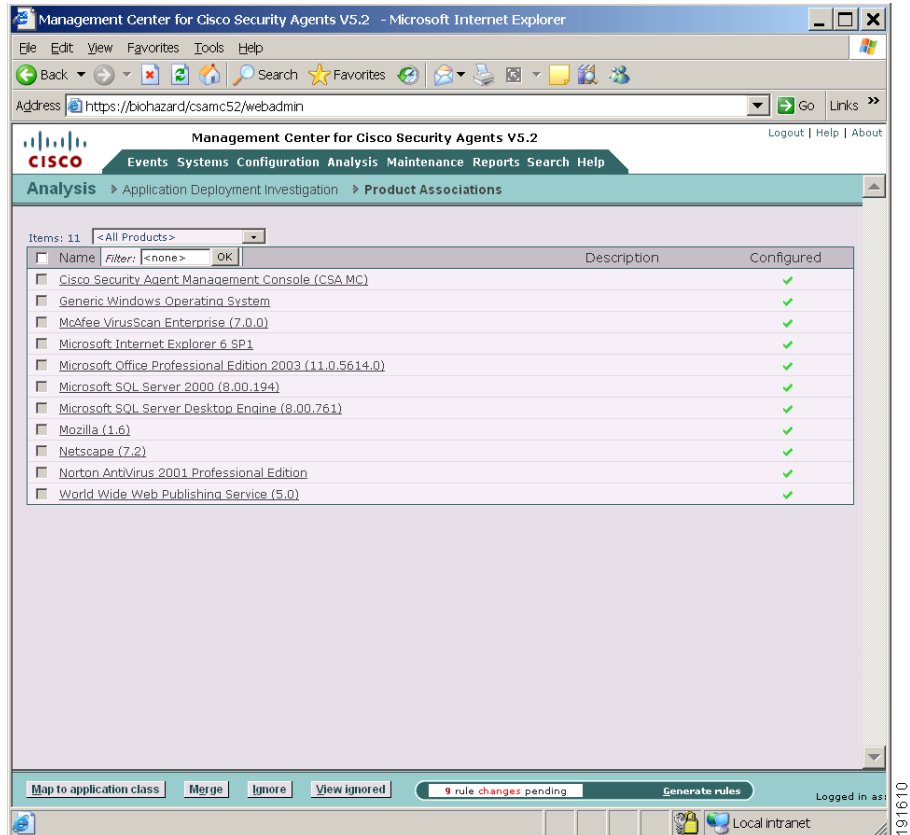 Management Center for Cisco Security Agents V5.2 - Microsoft Internet Explorer
File Edit View Favorites Tools Help
Back Search Favorites
Address https://biohazard/csamc52/webadmin Go Links »
Management Center for Cisco Security Agents V5.2
Logout | Help | About
CISCO
Events Systems Configuration Analysis Maintenance Reports Search Help
Analysis Application Deployment Investigation Product Associations
Items: 11 <All Products>
Name Filter: <none> OK Description Configured
Cisco Security Agent Management Console (CSA MC)
Generic Windows Operating System
McAfee VirusScan Enterprise (7.0.0)
Microsoft Internet Explorer 6 SP1
Microsoft Office Professional Edition 2003 (11.0.5614.0)
Microsoft SQL Server 2000 (8.00.194)
Microsoft SQL Server Desktop Engine (8.00.761)
Mozilla (1.6)
Netscape (7.2)
Norton AntiVirus 2001 Professional Edition
World Wide Web Publishing Service (5.0)
Map to application class Merge Ignore View ignored 9 rule changes pending Generate rules
Logged in as:
Local intranet
191610